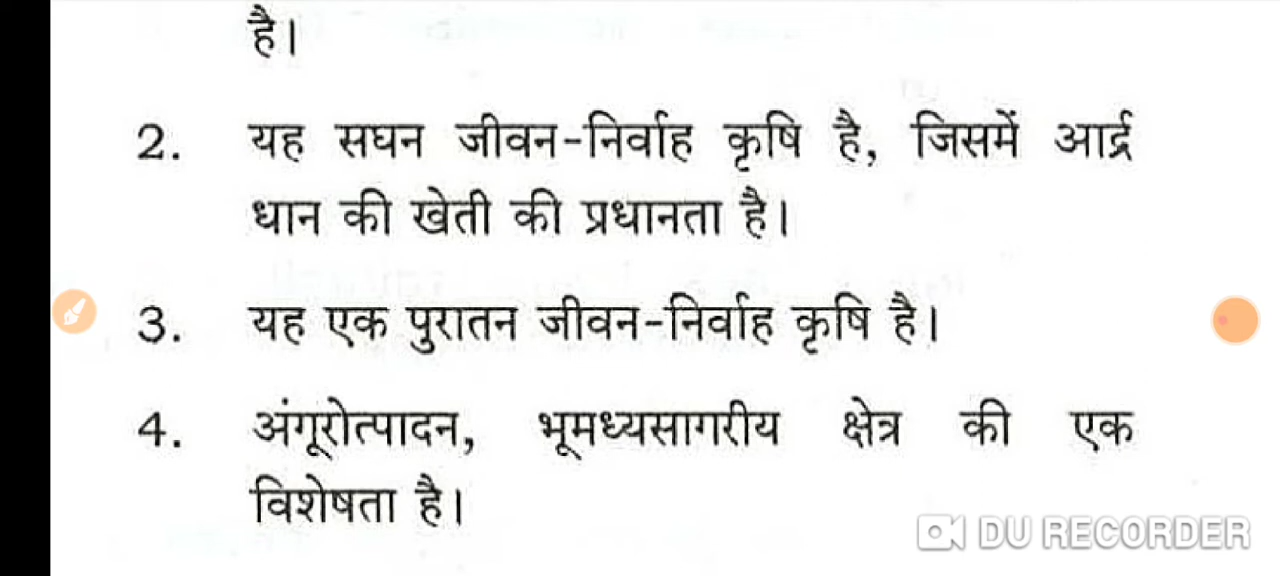 है।
2. यह सघन जीवन-निर्वाह कृषि है, जिसमें आर्द्र
धान की खेती की प्रधानता है।
3. यह एक पुरातन जीवन-निर्वाह कृषि है।
4. अंगूरोत्पादन, भूमध्यसागरीय क्षेत्र की एक
विशेषता है।
DU RECORDER